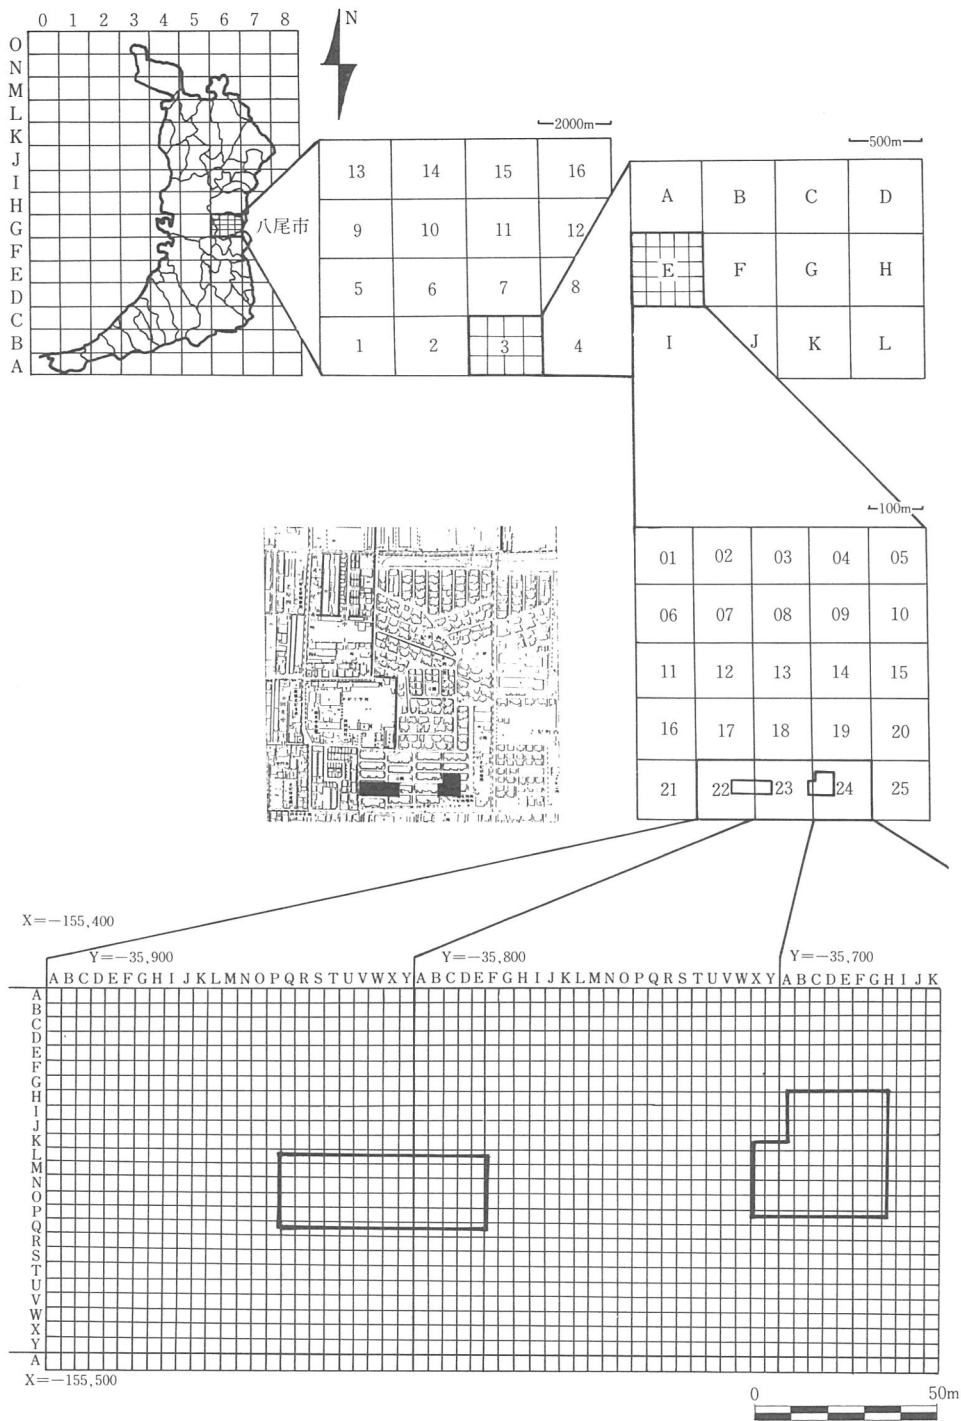 0 1 2 3 4 5 6 7 8
N
O
N
M
L
K
J
I
H
G
F
E
D
C
B
A
八尾市
2000m
13 14 15 16
9 10 11 12
5 6 7 8
1 2 3 4
500m
A B C D
E F G H
I J K L
100m
01 02 03 04 05
06 07 08 09 10
11 12 13 14 15
16 17 18 19 20
21 22 23 24 25
X=-155,400
Y=-35,900 Y=-35,800 Y=-35,700
A B C D E F G H I J K L M N O P Q R S T U V W X Y A B C D E F G H I J K L M N O P Q R S T U V W X Y A B C D E F G H I J K
A
B
C
D
E
F
G
H
I
J
K
L
M
N
O
P
Q
R
S
T
U
V
W
X
Y
A
X=-155,500
0 50m